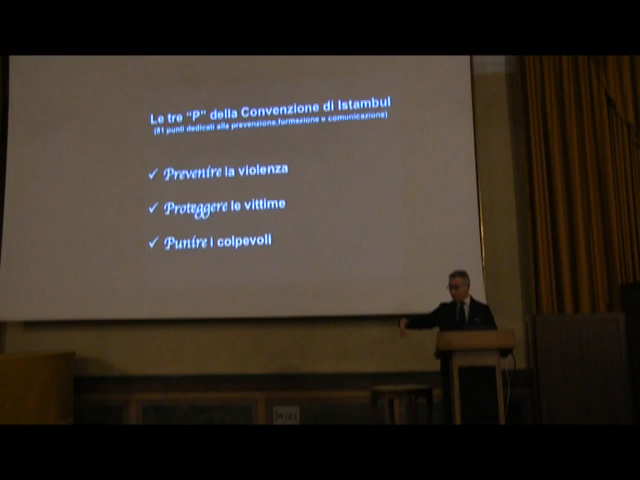 Le tre "P" della Convenzione di Istambul
(81 punti dedicati alla prevenzione,formazione e comunicazione)
✓ Prevenire la violenza
✓ Proteggere le vittime
✓ Punire i colpevoli